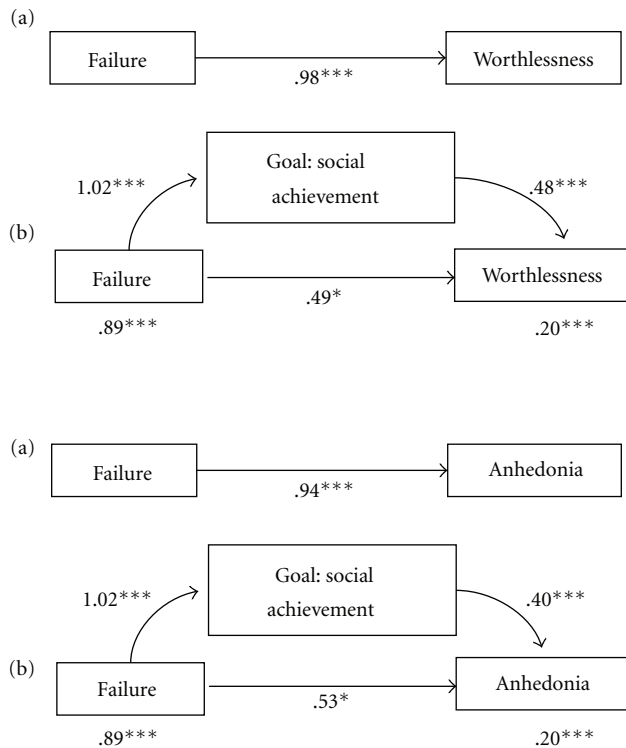 (a)
Failure
Worthlessness
.98***
Goal: social
achievement
1.02***
.48***
(b)
Failure
Worthlessness
.49*
.89***
.20***
(a)
Failure
Anhedonia
.94***
Goal: social
achievement
1.02***
.40***
(b)
Failure
Anhedonia
.53*
.89***
.20***